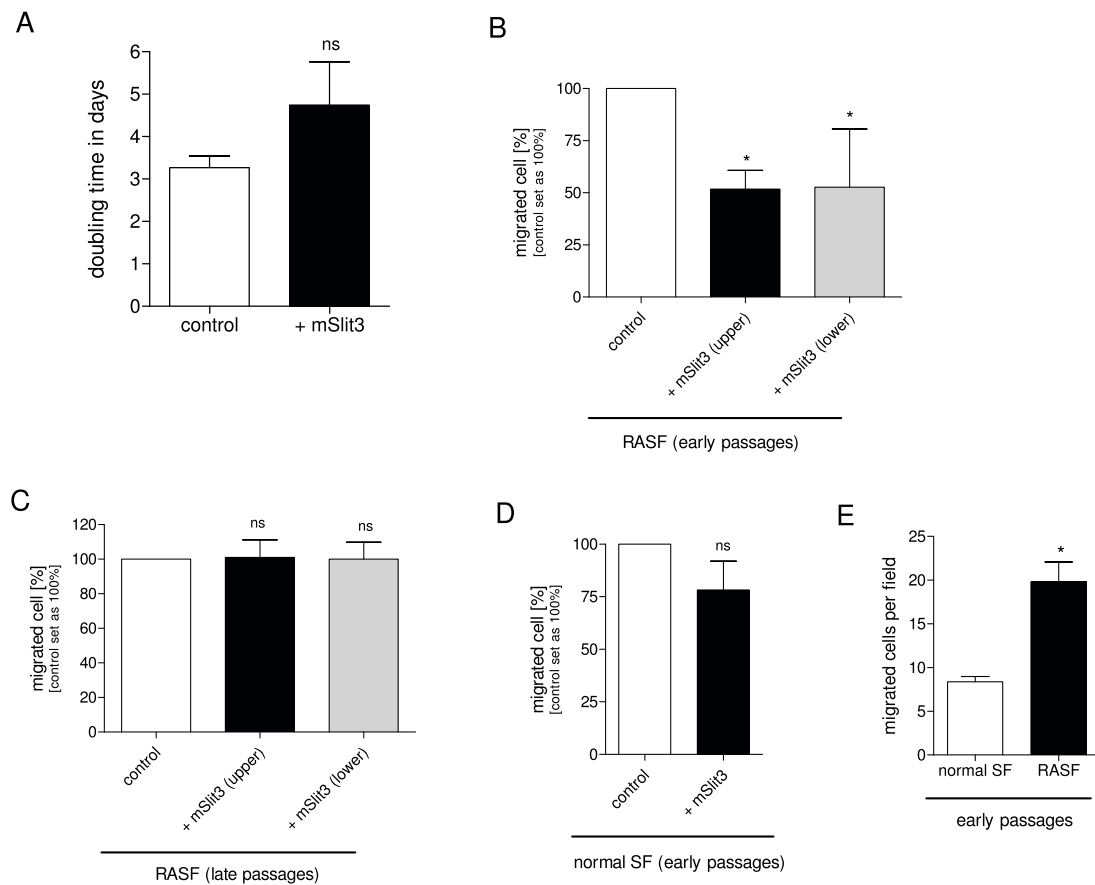 A
doubling time in days
6
5
4
3
2
1
0
ns
control
+ mSlit3
B
migrated cell [%]
[control set as 100%]
100
75
50
25
0
*
*
control
+ mSlit3 (upper)
+ mSlit3 (lower)
RASF (early passages)
C
migrated cell [%]
[control set as 100%]
120
100
80
60
40
20
0
ns
ns
control
+ mSlit3 (upper)
+ mSlit3 (lower)
RASF (late passages)
D
migrated cell [%]
[control set as 100%]
100
75
50
25
0
ns
control
+ mSlit3
normal SF (early passages)
E
migrated cells per field
25
20
15
10
5
0
*
normal SF
RASF
early passages